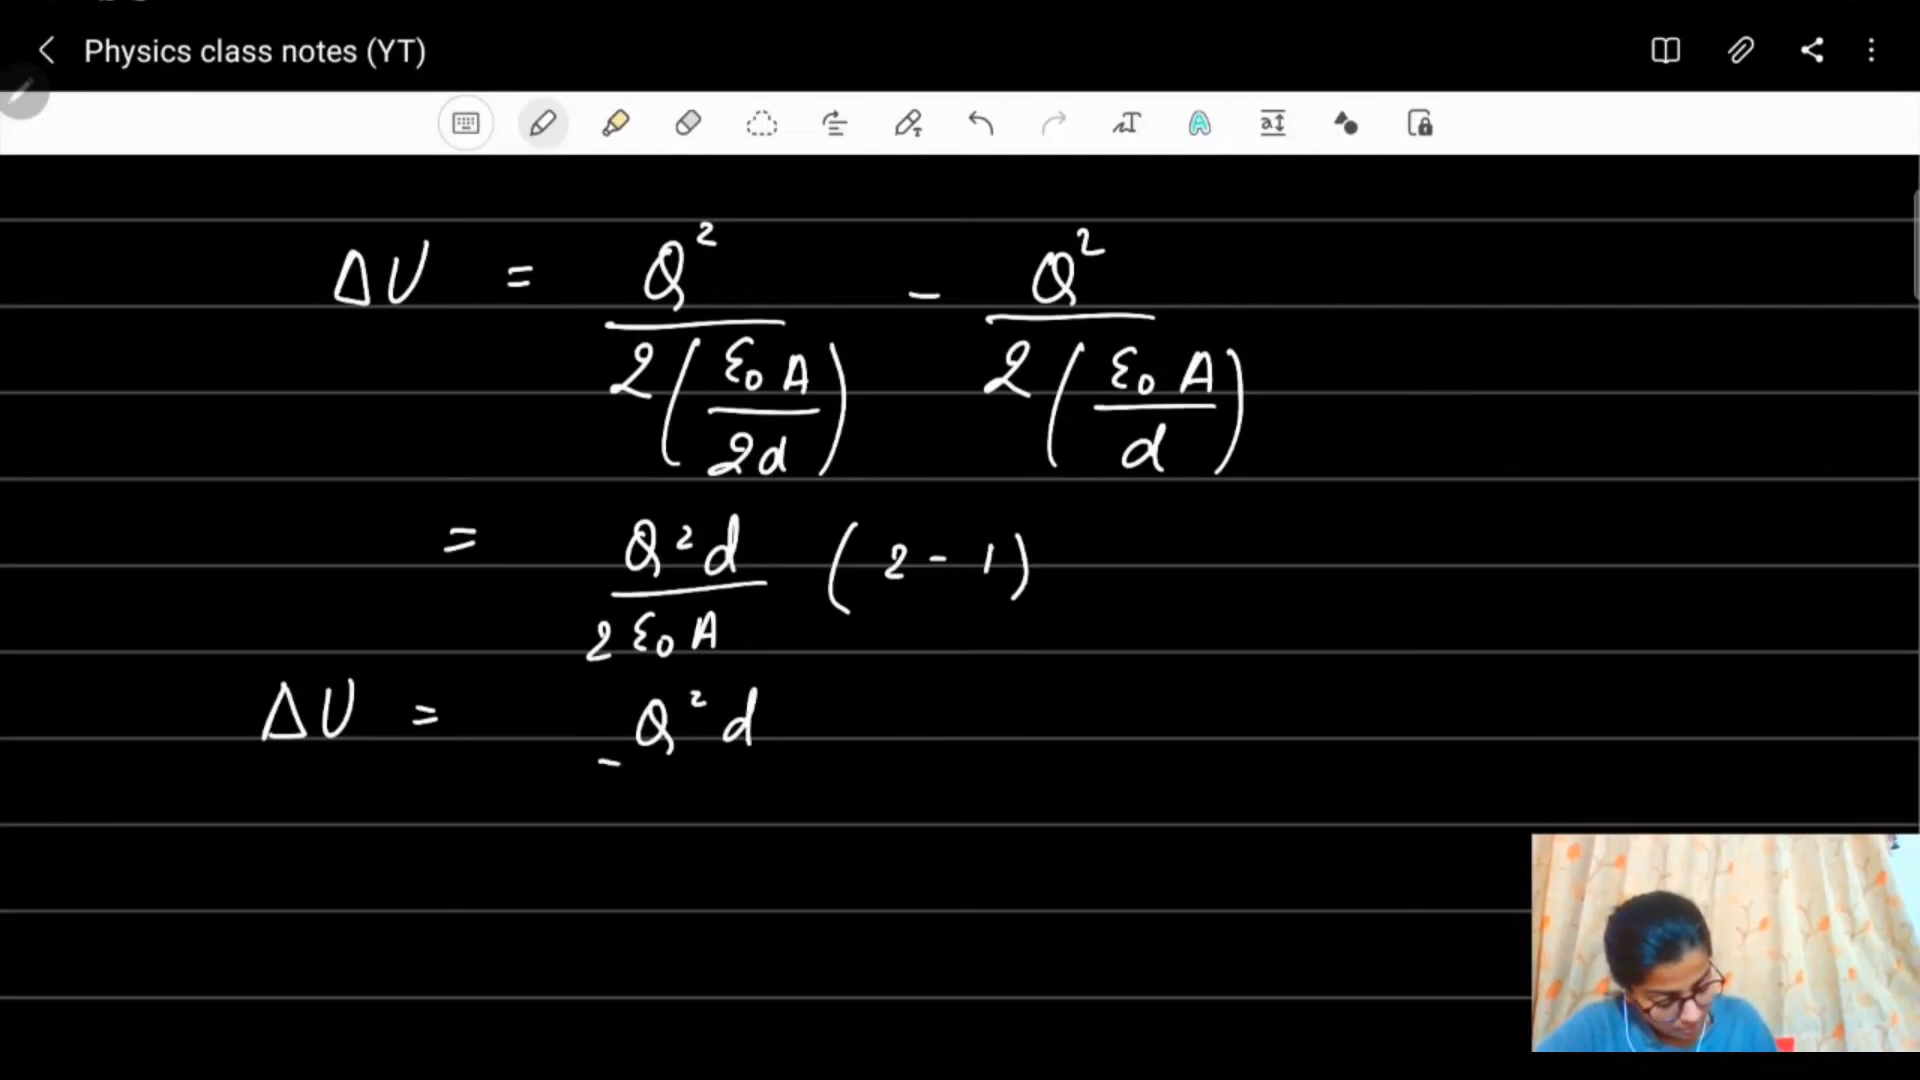 Physics class notes (YT)
ΔU = Q² / 2(ε₀A / 2d) - Q² / 2(ε₀A / d)
= Q²d / 2ε₀A (2 - 1)
ΔU = Q²d